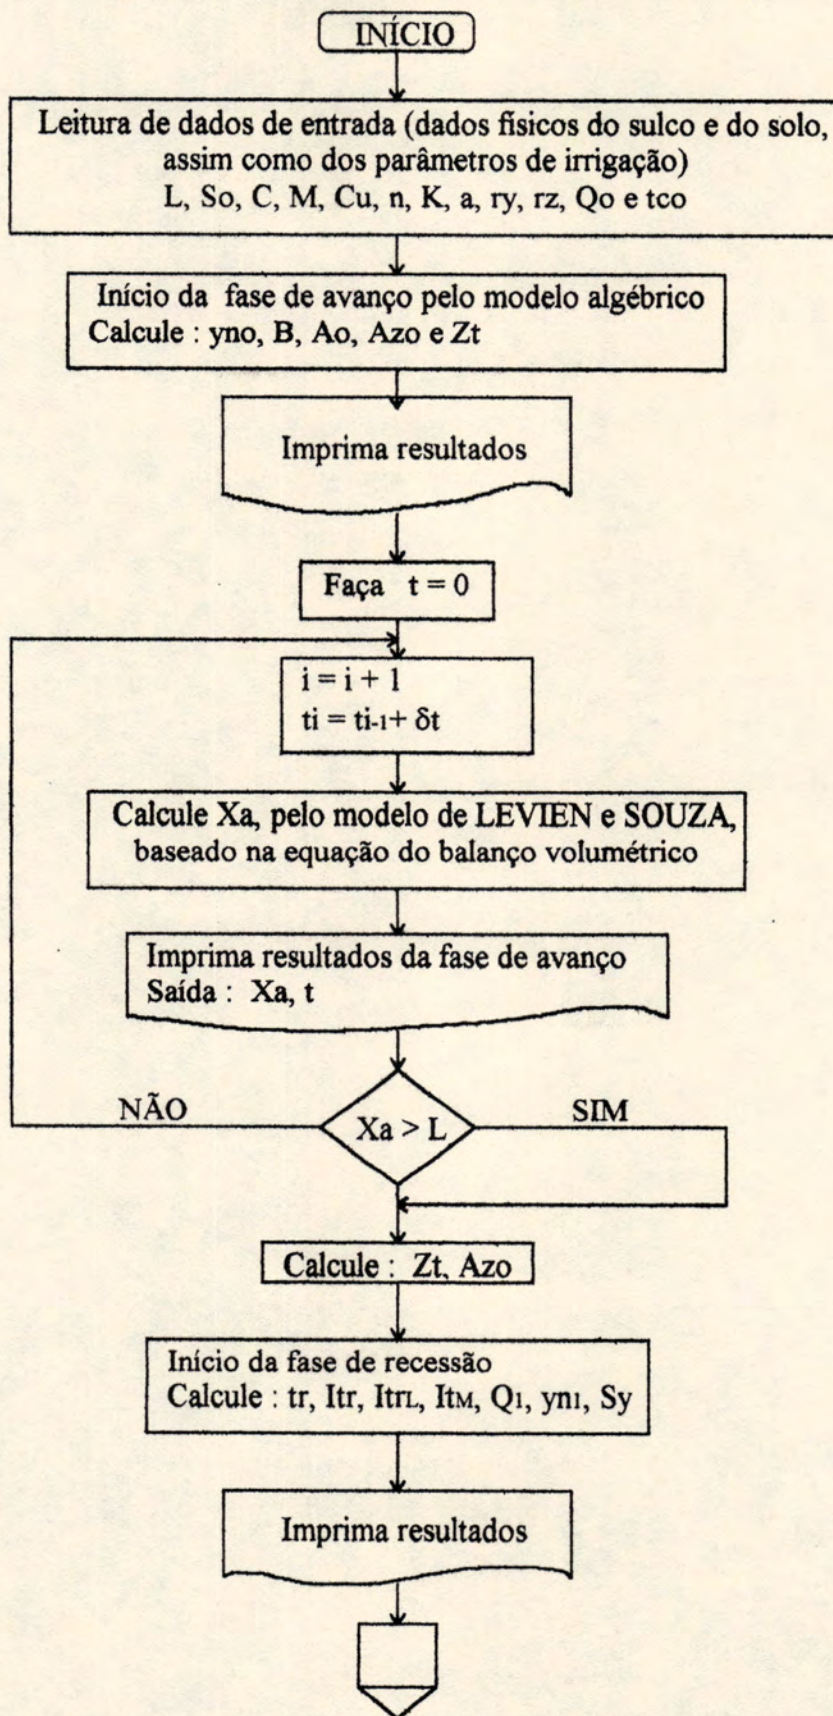 INÍCIO
Leitura de dados de entrada (dados físicos do sulco e do solo,
assim como dos parâmetros de irrigação)
L, So, C, M, Cu, n, K, a, ry, rz, Qo e tco
Início da fase de avanço pelo modelo algébrico
Calcule : yno, B, Ao, Azo e Zt
Imprima resultados
Faça t = 0
i = i + 1
ti = ti-1+ δt
Calcule Xa, pelo modelo de LEVIEN e SOUZA,
baseado na equação do balanço volumétrico
Imprima resultados da fase de avanço
Saída : Xa, t
NÃO
Xa > L
SIM
Calcule : Zt, Azo
Início da fase de recessão
Calcule : tr, Itr, ItrL, ItM, Q1, yn1, Sy
Imprima resultados